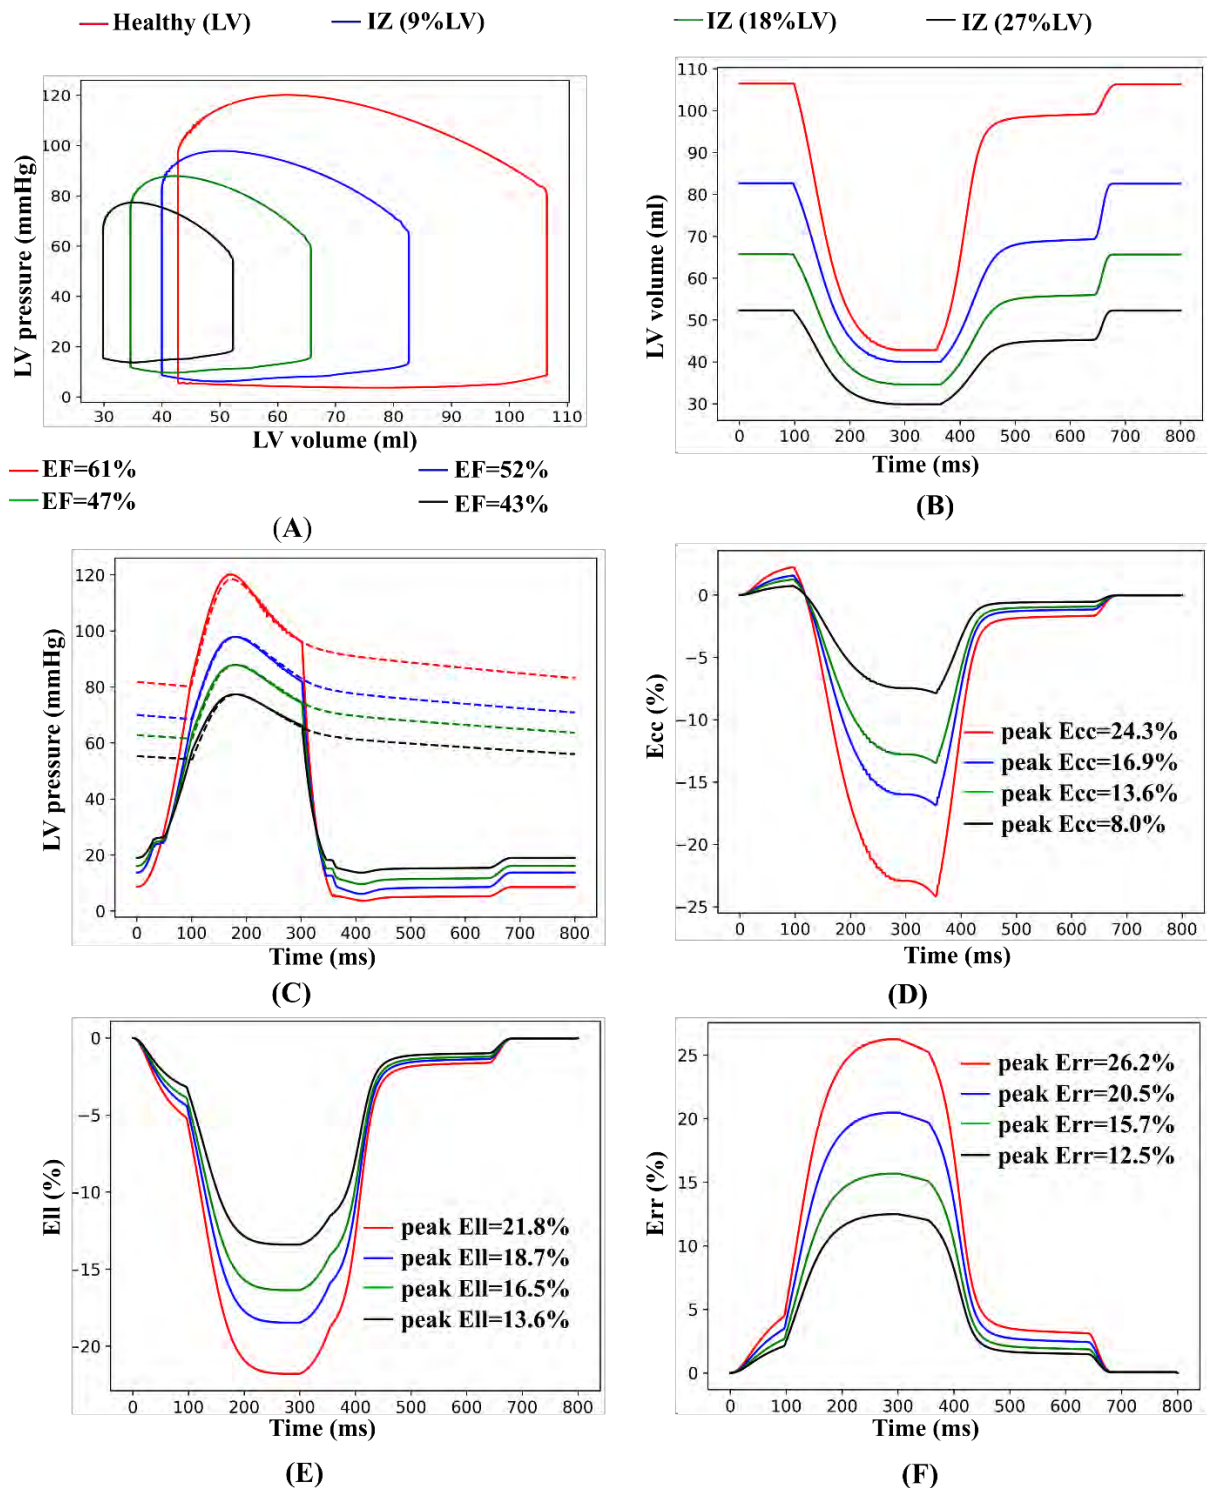 Healthy (LV) IZ (9%LV) IZ (18%LV) IZ (27%LV)
LV pressure (mmHg)
120
100
80
60
40
20
0
30 40 50 60 70 80 90 100 110
LV volume (ml)
EF=61% EF=52%
EF=47% EF=43%
(A)
LV volume (ml)
110
100
90
80
70
60
50
40
30
0 100 200 300 400 500 600 700 800
Time (ms)
(B)
LV pressure (mmHg)
120
100
80
60
40
20
0
0 100 200 300 400 500 600 700 800
Time (ms)
(C)
Ecc (%)
0
−5
−10
−15
−20
−25
peak Ecc=24.3%
peak Ecc=16.9%
peak Ecc=13.6%
peak Ecc=8.0%
0 100 200 300 400 500 600 700 800
Time (ms)
(D)
Ell (%)
0
−5
−10
−15
−20
peak Ell=21.8%
peak Ell=18.7%
peak Ell=16.5%
peak Ell=13.6%
0 100 200 300 400 500 600 700 800
Time (ms)
(E)
Err (%)
25
20
15
10
5
0
peak Err=26.2%
peak Err=20.5%
peak Err=15.7%
peak Err=12.5%
0 100 200 300 400 500 600 700 800
Time (ms)
(F)